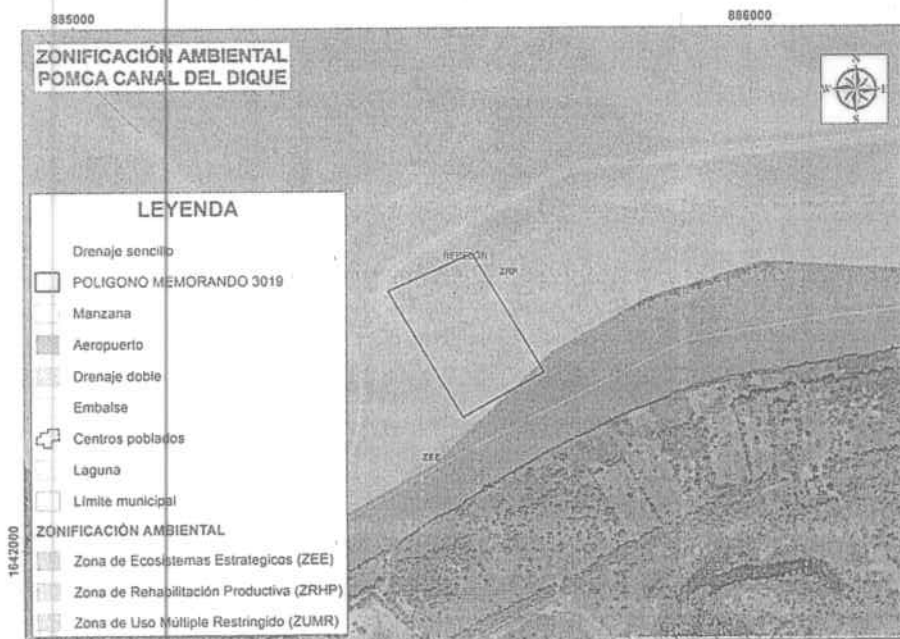 885000
886000
ZONIFICACIÓN AMBIENTAL
POMCA CANAL DEL DIQUE
N
W E
S
LEYENDA
Drenaje sencillo
POLIGONO MEMORANDO 3019
Manzana
Aeropuerto
Drenaje doble
Embalse
Centros poblados
Laguna
Límite municipal
ZONIFICACIÓN AMBIENTAL
Zona de Ecosistemas Estrategicos (ZEE)
Zona de Rehabilitación Productiva (ZRHP)
Zona de Uso Múltiple Restringido (ZUMR)
1642000
ZRP
ZEE